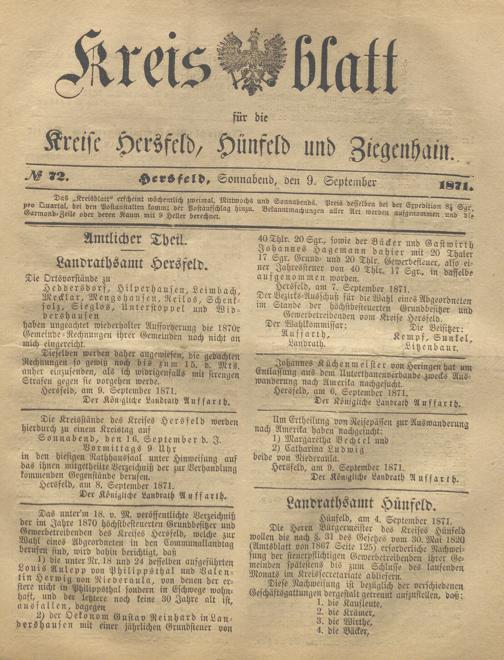 Kreisblatt
für die
Kreise Hersfeld, Hünfeld und Ziegenhain.
№ 72. Hersfeld, Sonnabend, den 9. September 1871.
Das „Kreisblatt" erscheint wöchentlich zweimal, Mittwochs und Sonnabends. Preis desselben bei der Expedition 8¾ Sgr.
pro Quartal, bei den Postanstalten kommt der Postaufschlag hinzu. Bekanntmachungen aller Art werden aufgenommen und die
Garmond-Zeile oder deren Raum mit 9 Heller berechnet.
Amtlicher Theil.
Landrathsamt Hersfeld.
Die Ortsvorstände zu
Heddersdorf, Hilperhausen, Leimbach,
Mecklar, Mengshausen, Reilos, Schenk-
solz, Sieglos, Unterstoppel und Wid-
dershausen
haben ungeachtet wiederholter Aufforderung die 1870r
Gemeinde-Rechnungen ihrer Gemeinden noch nicht an
mich eingereicht.
Dieselben werden daher angewiesen, die gedachten
Rechnungen so gewiß noch bis zum 15. d. Mts.
anher einzusenden, als ich widrigenfalls mit strengen
Strafen gegen sie vorgehen werde.
Hersfeld, am 9. September 1871.
Der Königliche Landrath Auffarth.
Die Kreisstände des Kreises Hersfeld werden
hierdurch zu einem Kreistag auf
Sonnabend, den 16. September d. J.
Vormittags 9 Uhr
in den hiesigen Rathhaussaal unter Hinweisung auf
das ihnen mitgetheilte Verzeichniß der zur Verhandlung
kommenden Gegenstände berufen.
Hersfeld, am 8. September 1871.
Der Königliche Landrath Auffarth.
Das unter'm 18. v. M. veröffentlichte Verzeichniß
der im Jahre 1870 höchstbesteuerten Grundbesitzer und
Gewerbetreibenden des Kreises Hersfeld, welche zur
Wahl eines Abgeordneten in den Communallandtag
berufen sind, wird dahin berichtigt, daß
1) die unter Nr. 18 und 24 desselben aufgeführten
Louis Aulepp von Philippsthal und Valen-
tin Herwig von Niederaula, von denen der er-
stere nicht in Philippsthal sondern in Eschwege wohn-
haft, und der letztere noch keine 30 Jahre alt ist,
ausfallen, dagegen
2) der Oekonom Gustav Reinhard in Lan-
dershausen mit einer jährlichen Grundsteuer von
40 Thlr. 20 Sgr., sowie der Bäcker und Gastwirth
Johannes Hagemann dahier mit 20 Thaler
17 Sgr. Grund- und 20 Thlr. Gewerbesteuer, also ei-
ner Jahressteuer von 40 Thlr. 17 Sgr. in dasselbe
aufgenommen worden.
Hersfeld, am 7. September 1871.
Der Bezirks-Ausschuß für die Wahl eines Abgeordneten
im Stande der höchstbesteuerten Grundbesitzer und
Gewerbetreibenden vom Kreise Hersfeld.
Der Wahlkommissar: Die Beisitzer:
Auffarth, Kempf, Sunkel,
Landrath.
Johannes Küchenmeister von Heringen hat um
Entlassung aus dem Unterthanenverbande zwecks Aus-
wanderung nach Amerika nachgesucht.
Hersfeld, am 6. September 1871.
Der Königliche Landrath Auffarth.
Um Ertheilung von Reisepässen zur Auswanderung
nach Amerika haben nachgesucht:
1) Margaretha Bechtel und
2) Catharina Ludwig
beide von Niederaula.
Hersfeld, am 9. September 1871.
Der Königliche Landrath Auffarth.
Landrathsamt Hünfeld.
Hünfeld, am 4. September 1871.
Die Herren Bürgermeister des Kreises Hünfeld
wollen die nach §. 31 des Gesetzes vom 30. Mai 1820
(Amtsblatt von 1867 Seite 125) erforderliche Nachwei-
sung der steuerpflichtigen Gewerbetreibenden ihrer Ge-
meinden spätestens bis zum Schlusse des laufenden
Monats im Kreissecretariate abliefern.
Diese Nachweisung ist bezüglich der verschiedenen
Geschäftsgattungen dergestalt getrennt aufzustellen, daß:
1. die Kaufleute,
2. die Krämer,
3. die Wirthe,
4. die Bäcker,